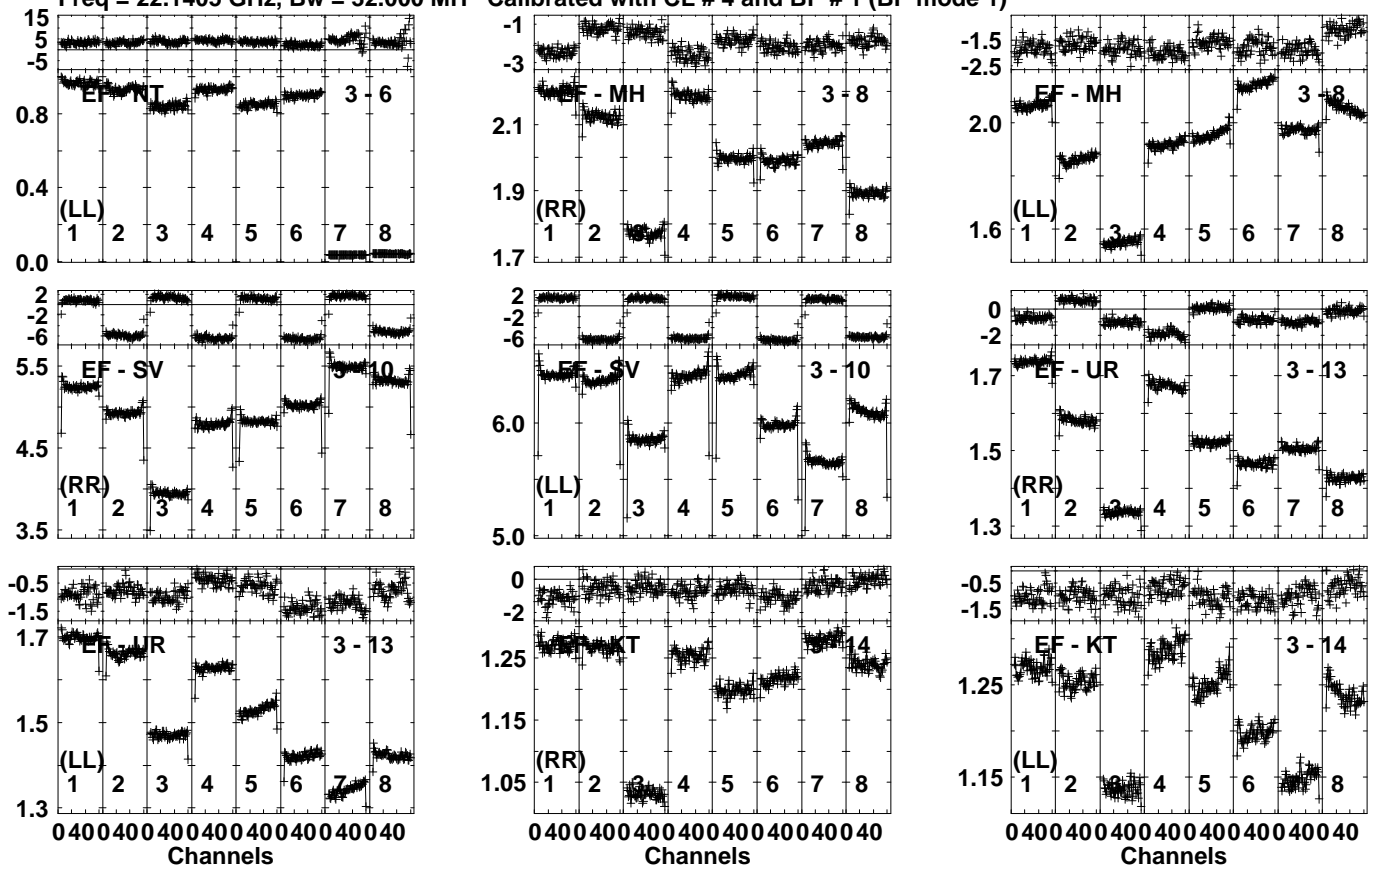 Freq = 22.1405 GHz, Bw = 32.000 MH Calibrated with CL # 4 and BP # 1 (BP mode 1)
15
5
-5
EF - NT 3 - 6
0.8
0.4
0.0
(LL)
1 2 3 4 5 6 7 8
-1
-3
EF - MH 3 - 8
2.1
1.9
1.7
(RR)
1 2 3 4 5 6 7 8
-1.5
-2.5
EF - MH 3 - 8
2.0
1.6
(LL)
1 2 3 4 5 6 7 8
2
-2
-6
EF - SV 3 - 10
5.5
4.5
3.5
(RR)
1 2 3 4 5 6 7 8
2
-2
-6
EF - SV 3 - 10
6.0
5.0
(LL)
1 2 3 4 5 6 7 8
0
-2
EF - UR 3 - 13
1.7
1.5
1.3
(RR)
1 2 3 4 5 6 7 8
-0.5
-1.5
EF - UR 3 - 13
1.7
1.5
1.3
(LL)
1 2 3 4 5 6 7 8
0 40 0 40 0 40 0 40 0 40 0 40 0 40 0 40
Channels
0
-2
EF - KT 3 - 14
1.25
1.15
1.05
(RR)
1 2 3 4 5 6 7 8
0 40 0 40 0 40 0 40 0 40 0 40 0 40 0 40
Channels
-0.5
-1.5
EF - KT 3 - 14
1.25
1.15
(LL)
1 2 3 4 5 6 7 8
0 40 0 40 0 40 0 40 0 40 0 40 0 40 0 40
Channels